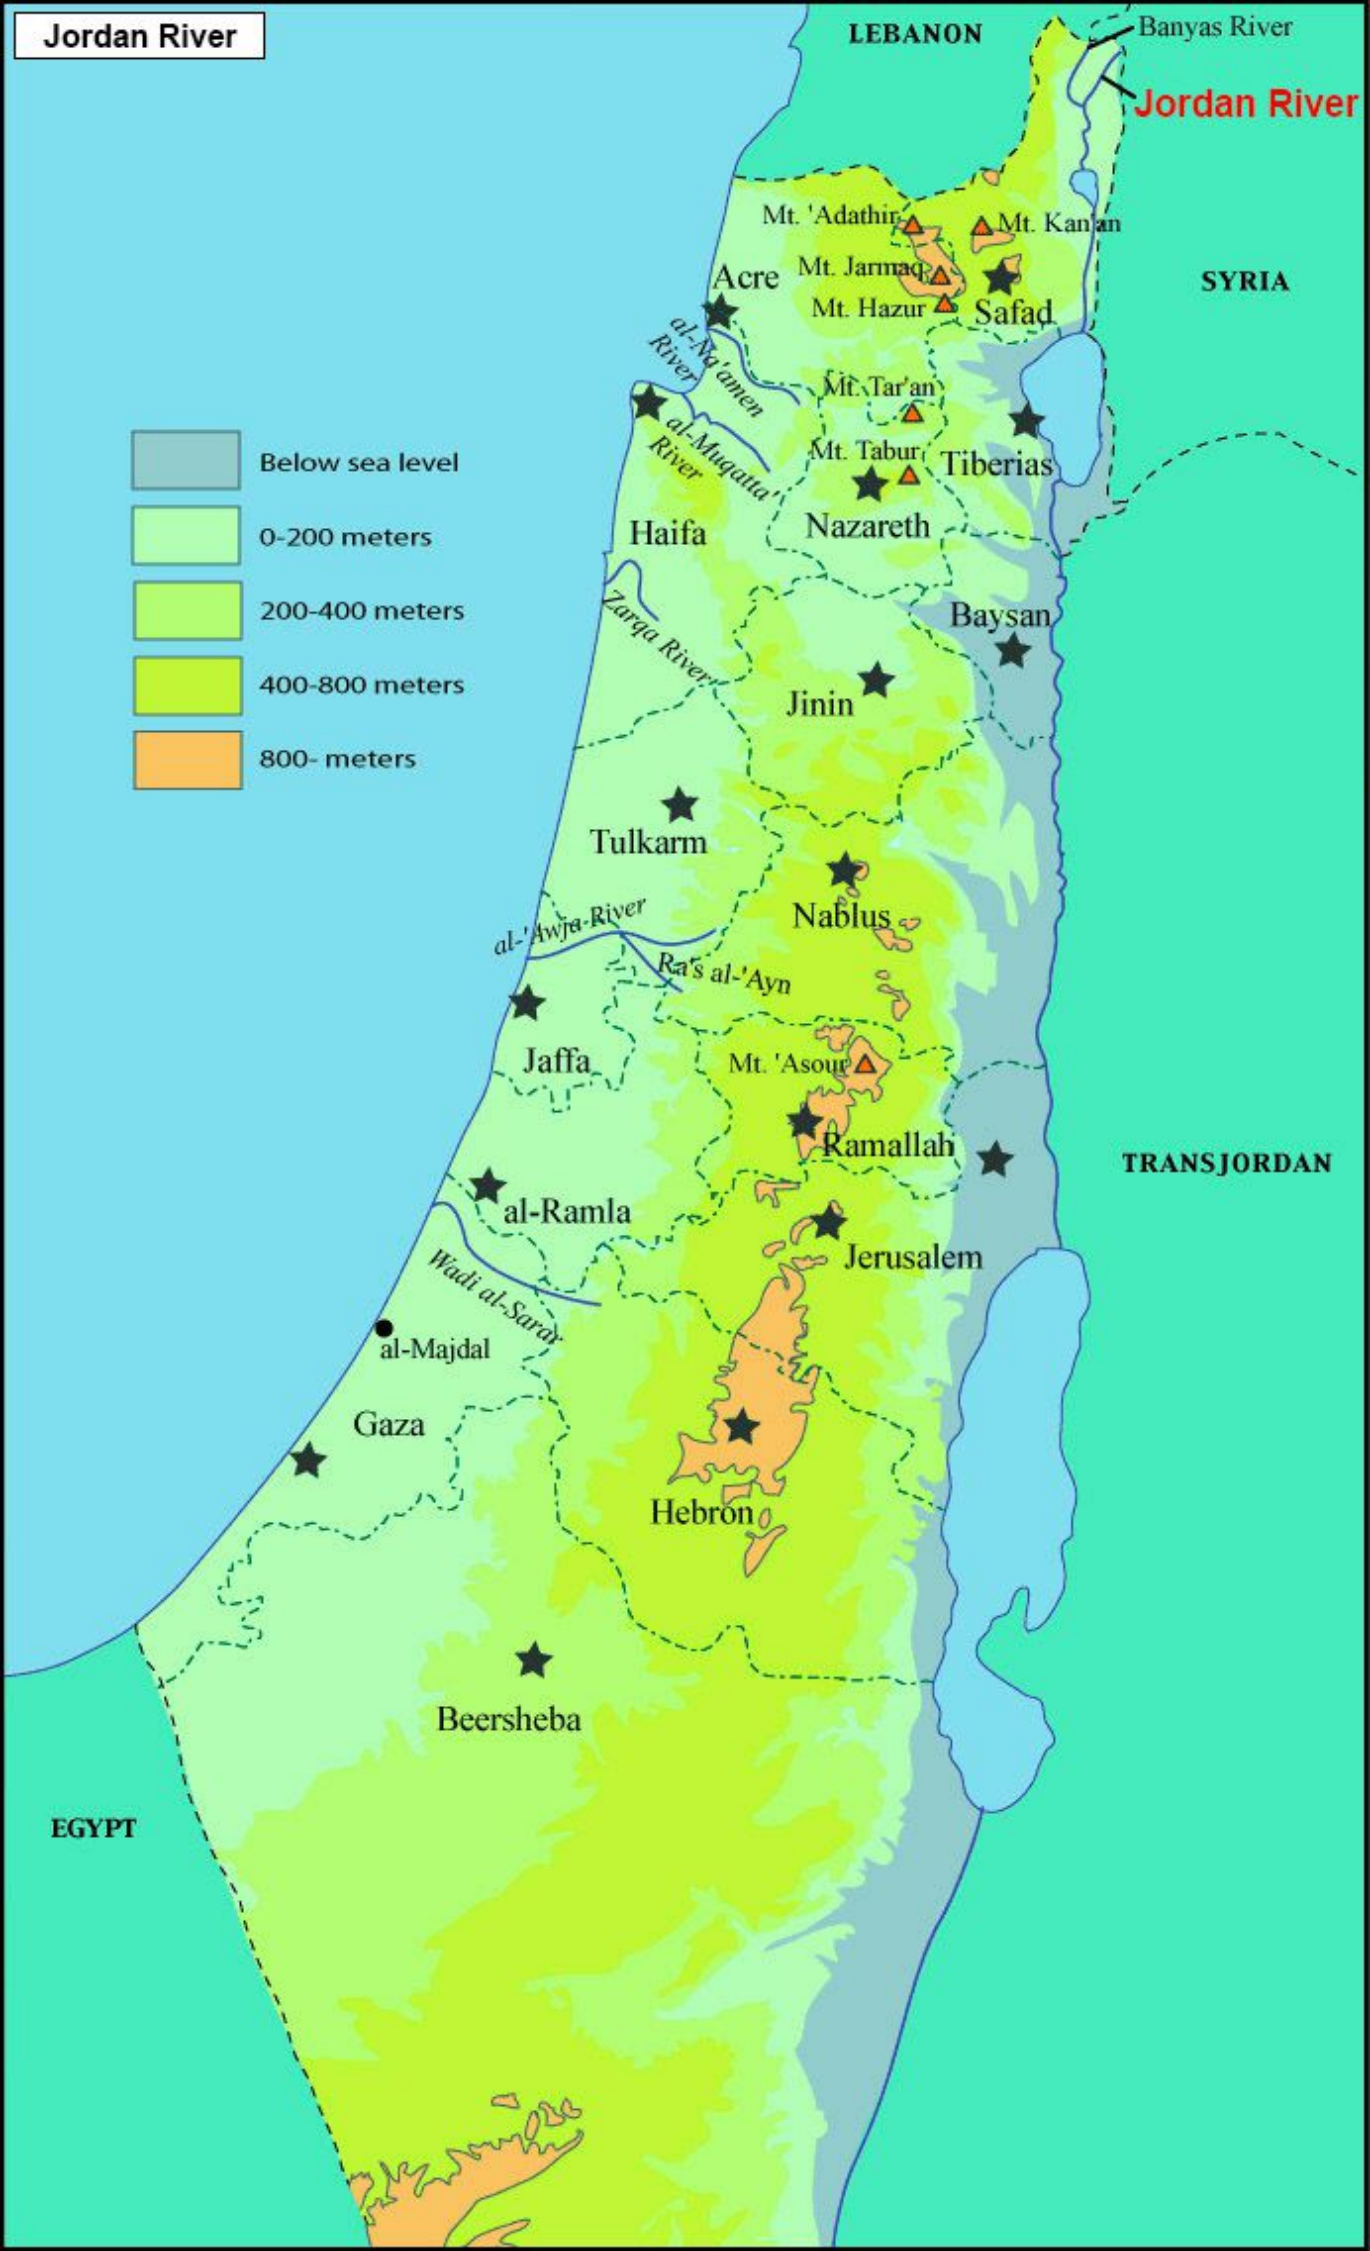 Jordan River
LEBANON
Banyas River
Jordan River
Mt. 'Adathir
Mt. Kan'an
SYRIA
Acre
Mt. Jarmaq
Mt. Hazur
Safad
al-Na'amen
River
Mt. Tar'an
al-Muqatta'
River
Mt. Tabur
Tiberias
Below sea level
Nazareth
Haifa
0-200 meters
Zarqa River
Baysan
200-400 meters
400-800 meters
Jinin
800- meters
Tulkarm
Nablus
al-'Awja-River
Ra's al-'Ayn
Jaffa
Mt. 'Asour
Ramallah
TRANSJORDAN
al-Ramla
Jerusalem
Wadi al-Sarar
al-Majdal
Gaza
Hebron
Beersheba
EGYPT